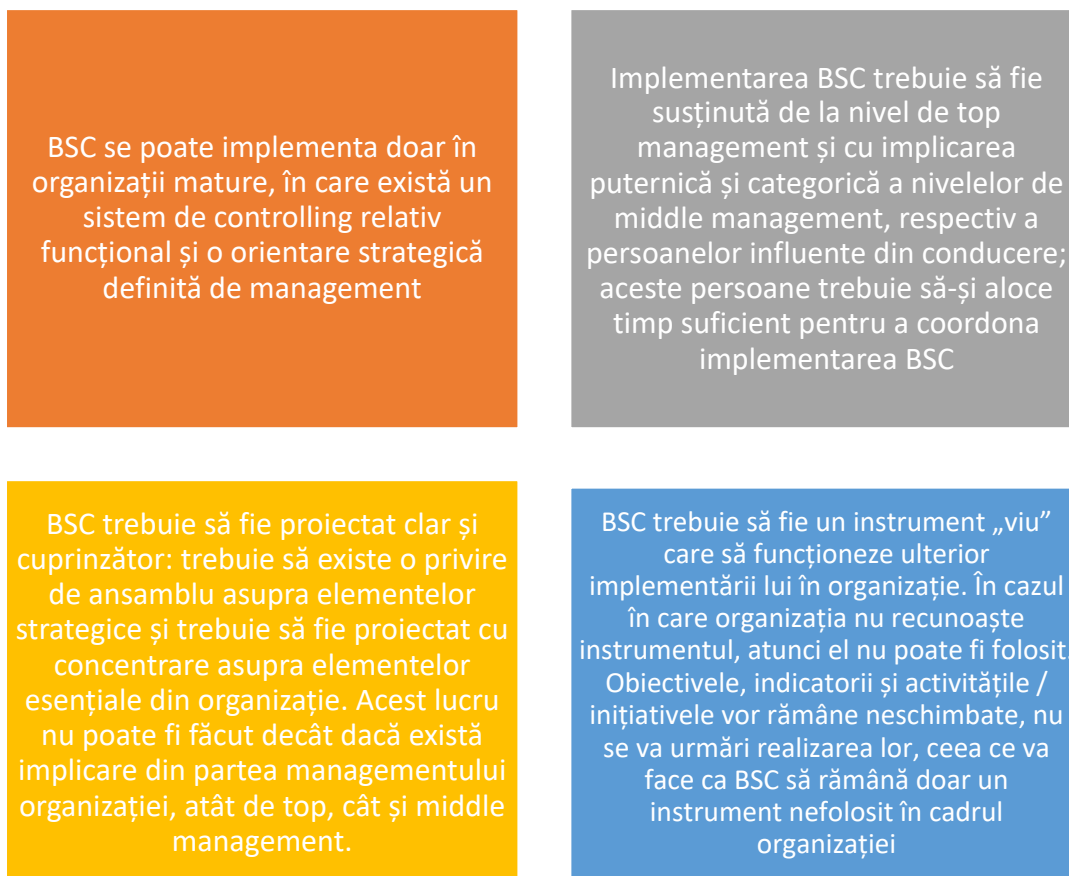 BSC se poate implementa doar în
organizații mature, în care există un
sistem de controlling relativ
funcțional și o orientare strategică
definită de management
Implementarea BSC trebuie să fie
susținută de la nivel de top
management și cu implicarea
puternică și categorică a nivelelor de
middle management, respectiv a
persoanelor influente din conducere;
aceste persoane trebuie să-și aloce
timp suficient pentru a coordona
implementarea BSC
BSC trebuie să fie proiectat clar și
cuprinzător: trebuie să existe o privire
de ansamblu asupra elementelor
strategice și trebuie să fie proiectat cu
concentrare asupra elementelor
esențiale din organizație. Acest lucru
nu poate fi făcut decât dacă există
implicare din partea managementului
organizației, atât de top, cât și middle
management.
BSC trebuie să fie un instrument „viu”
care să funcționeze ulterior
implementării lui în organizație. În cazul
în care organizația nu recunoaște
instrumentul, atunci el nu poate fi folosit.
Obiectivele, indicatorii și activitățile /
inițiativele vor rămâne neschimbate, nu
se va urmări realizarea lor, ceea ce va
face ca BSC să rămână doar un
instrument nefolosit în cadrul
organizației